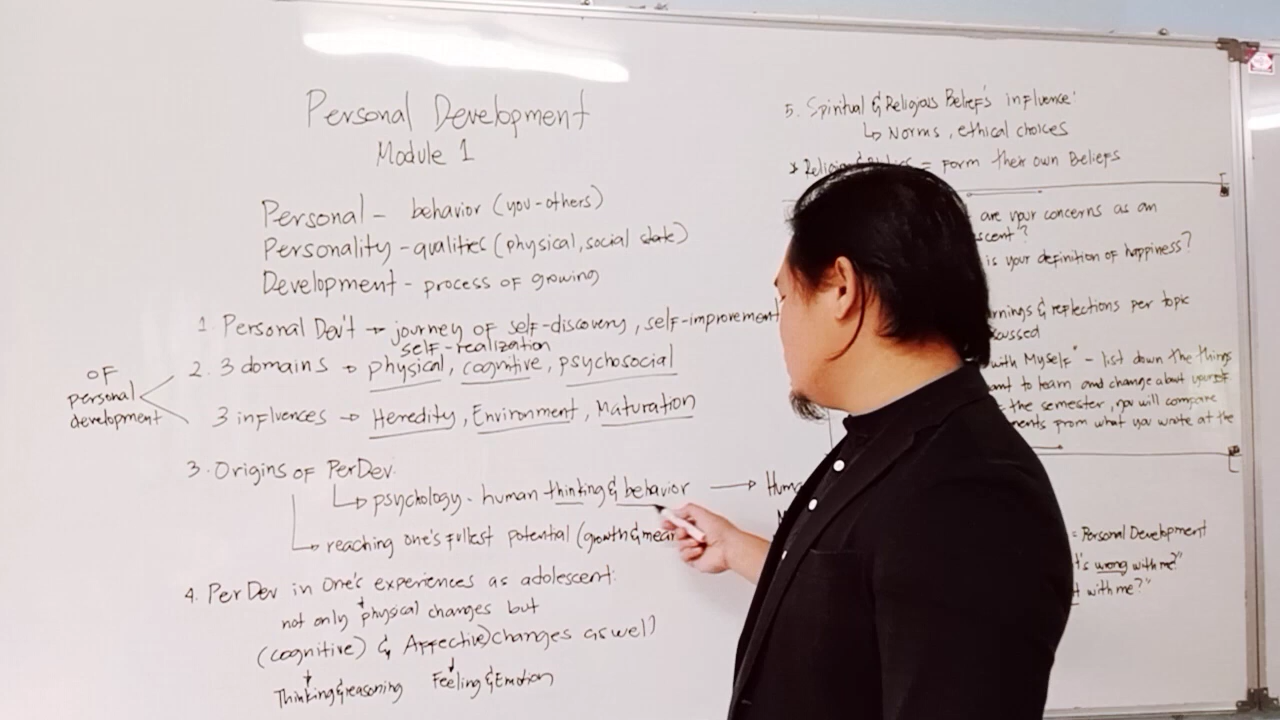 Personal Development
Module 1
Personal – behavior (you-others)
Personality – qualities (physical, social state)
Development – process of growing
1. Personal Dev't → journey of self-discovery, self-improvement
self-realization
of personal development
2. 3 domains → physical, cognitive, psychosocial
3 influences → Heredity, Environment, Maturation
3. Origins of PerDev.
↳ psychology - human thinking & behavior → Huma
↳ reaching one's fullest potential (growth & mean
4. PerDev in One's experiences as adolescent:
not only physical changes but
(cognitive) & Affective) changes as well)
↓ Thinking & reasoning ↓ Feeling & Emotion
5. Spiritual & Religious Belief's influence
↳ Norms, ethical choices
* = Form their own Beliefs
are your concerns as an
scent"?
is your definition of happiness?
rnings & reflections per topic
cussed
with Myself" – list down the things
ant to learn and change about yourself
the semester, you will compare
ments from what you wrote at the
= Personal Development
t's wrong with me?"
t with me?"